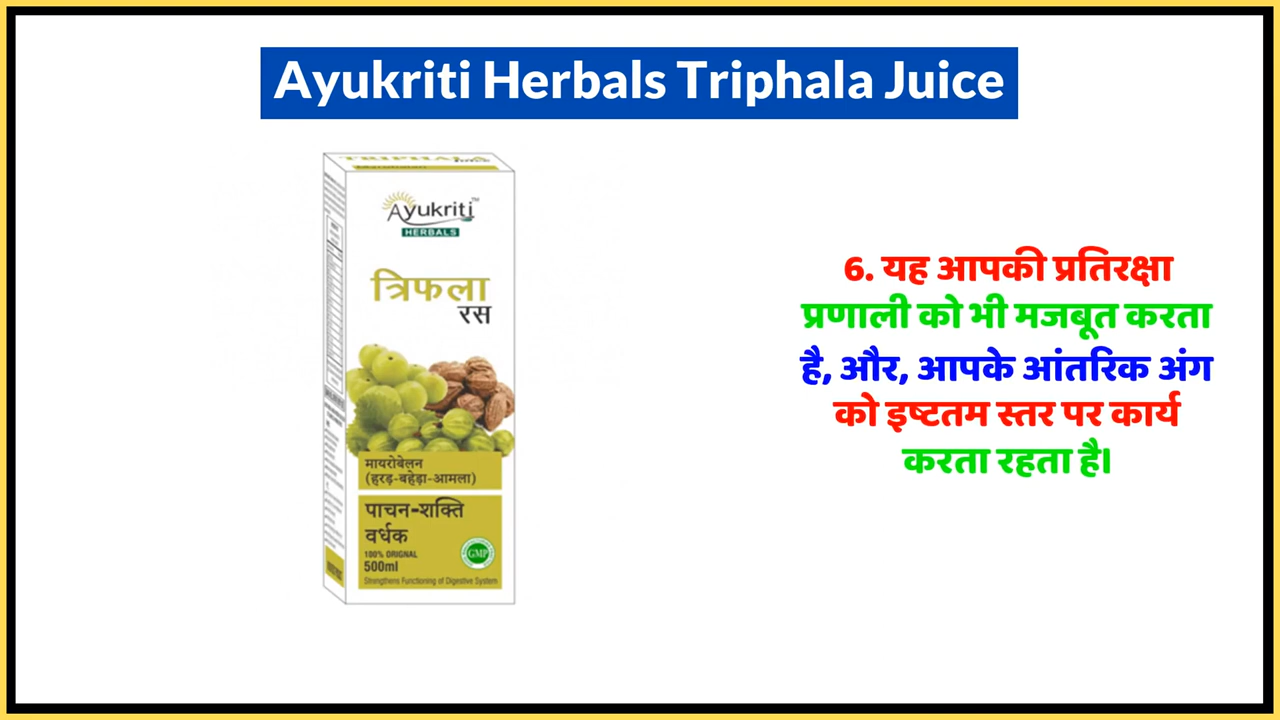 Ayukriti Herbals Triphala Juice
TRIPHALA
Ayukriti™
HERBALS
त्रिफला
रस
मायरोबेलन
(हरड़-बहेड़ा-आमला)
पाचन-शक्ति
वर्धक
100% ORIGNAL
500ml
GMP
Strengthens Functioning of Digestive System
6. यह आपकी प्रतिरक्षा
प्रणाली को भी मजबूत करता
है, और, आपके आंतरिक अंग
को इष्टतम स्तर पर कार्य
करता रहता है।